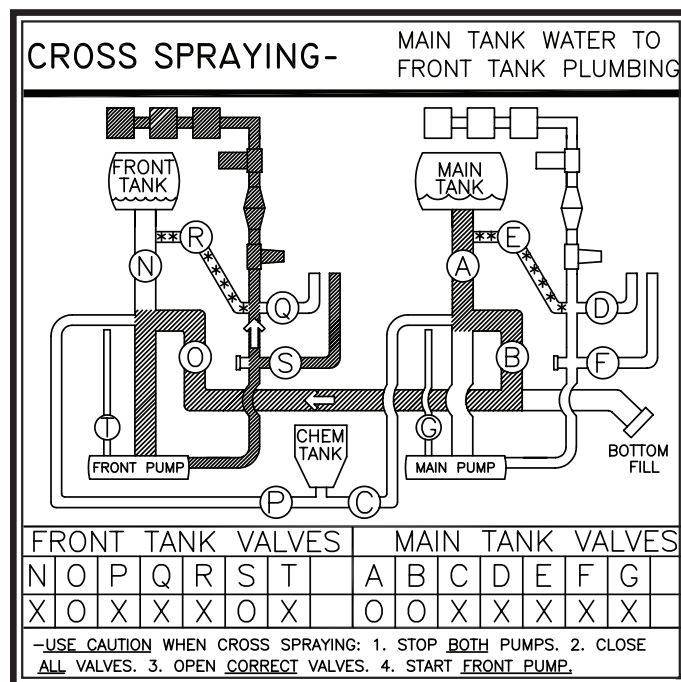 CROSS SPRAYING-
MAIN TANK WATER TO
FRONT TANK PLUMBING
FRONT
TANK
MAIN
TANK
R
E
N
A
Q
D
O
S
B
F
T
G
CHEM
TANK
BOTTOM
FILL
FRONT PUMP
MAIN PUMP
P
C
FRONT TANK VALVES
MAIN TANK VALVES
N O P Q R S T
A B C D E F G
X O X X X O X
O O X X X X X
-USE CAUTION WHEN CROSS SPRAYING: 1. STOP BOTH PUMPS. 2. CLOSE
ALL VALVES. 3. OPEN CORRECT VALVES. 4. START FRONT PUMP.